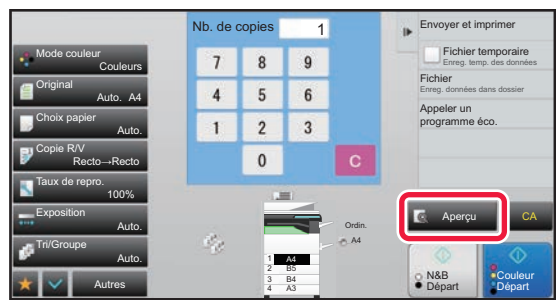 Mode couleur
Couleurs
Original
Auto. A4
Choix papier
Auto.
Copie R/V
Recto→Recto
Taux de repro.
100%
Exposition
Auto.
Tri/Groupe
Auto.
Autres
Nb. de copies 1
7 8 9
4 5 6
1 2 3
0 C
Ordin.
A4
1 A4
2 B5
3 B4
4 A3
Envoyer et imprimer
Fichier temporaire
Enreg. temp. des données
Fichier
Enreg. données dans dossier
Appeler un
programme éco.
Aperçu
CA
N&B
Départ
Couleur
Départ